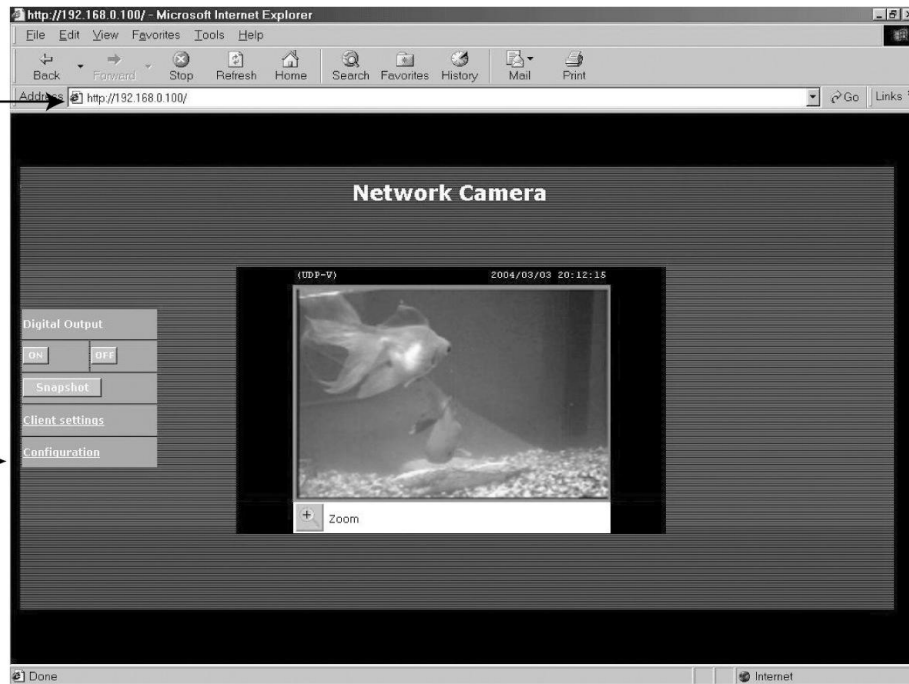 http://192.168.0.100/ - Microsoft Internet Explorer
File Edit View Favorites Tools Help
Back Forward Stop Refresh Home Search Favorites History Mail Print
Address http://192.168.0.100/ Go Links
Network Camera
(UDP-V) 2004/03/03 20:12:15
Digital Output
ON OFF
Snapshot
Client settings
Configuration
Zoom
Done Internet